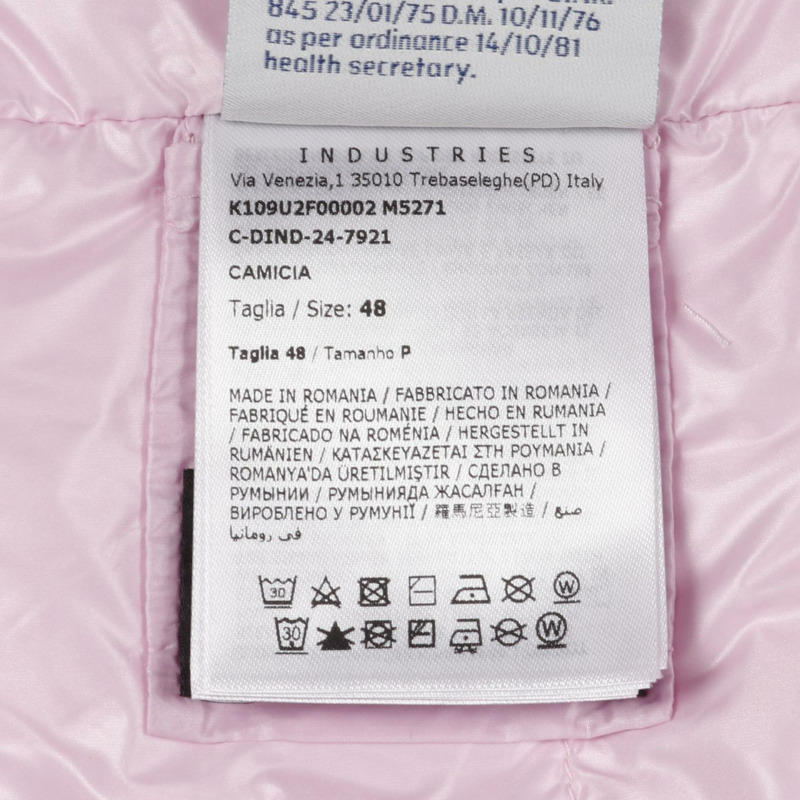 845 23/01/75 D.M. 10/11/76
as per ordinance 14/10/81
health secretary.
INDUSTRIES
Via Venezia,1 35010 Trebaseleghe(PD) Italy
K109U2F00002 M5271
C-DIND-24-7921
CAMICIA
Taglia / Size: 48
Taglia 48 / Tamanho P
MADE IN ROMANIA / FABBRICATO IN ROMANIA /
FABRIQUÉ EN ROUMANIE / HECHO EN RUMANIA
/ FABRICADO NA ROMÉNIA / HERGESTELLT IN
RUMÄNIEN / ΚΑΤΑΣΚΕΥΑΖΕΤΑΙ ΣΤΗ ΡΟΥΜΑΝΙΑ /
ROMANYA'DA ÜRETILMIŞTIR / СДЕЛАНО В
РУМЫНИИ / РУМЫНИЯДА ЖАСАЛҒАН /
ВИРОБЛЕНО У РУМУНІЇ / 羅馬尼亞製造 / صنع
في رومانيا
30 W
30 W